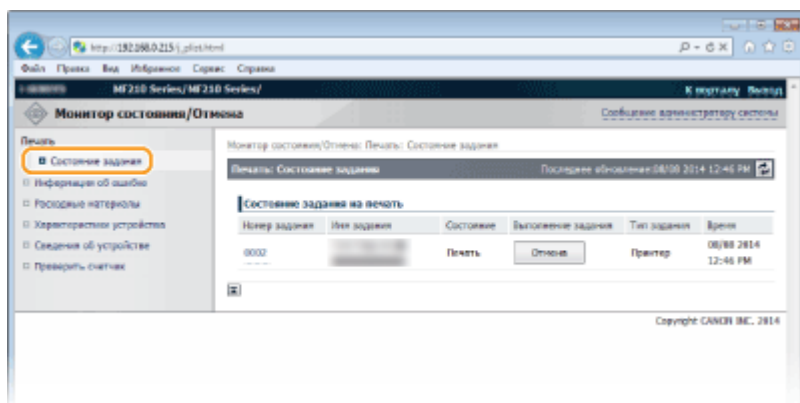 http://192.168.0.215/j_plist.html
Файл Правка Вид Избранное Сервис Справка
MF210 Series/MF210 Series/
К порталу Выход
Монитор состояния/Отмена
Сообщение администратору системы
Печать
Состояние задания
Информация об ошибке
Расходные материалы
Характеристики устройства
Сведения об устройстве
Проверить счетчик
Монитор состояния/Отмена: Печать: Состояние задания
Печать: Состояние задания
Последнее обновление:08/08 2014 12:46 PM
Состояние задания на печать
Номер задания Имя задания Состояние Выполнение задания Тип задания Время
0002 Печать Отмена Принтер 08/08 2014
12:46 PM
Copyright CANON INC. 2014